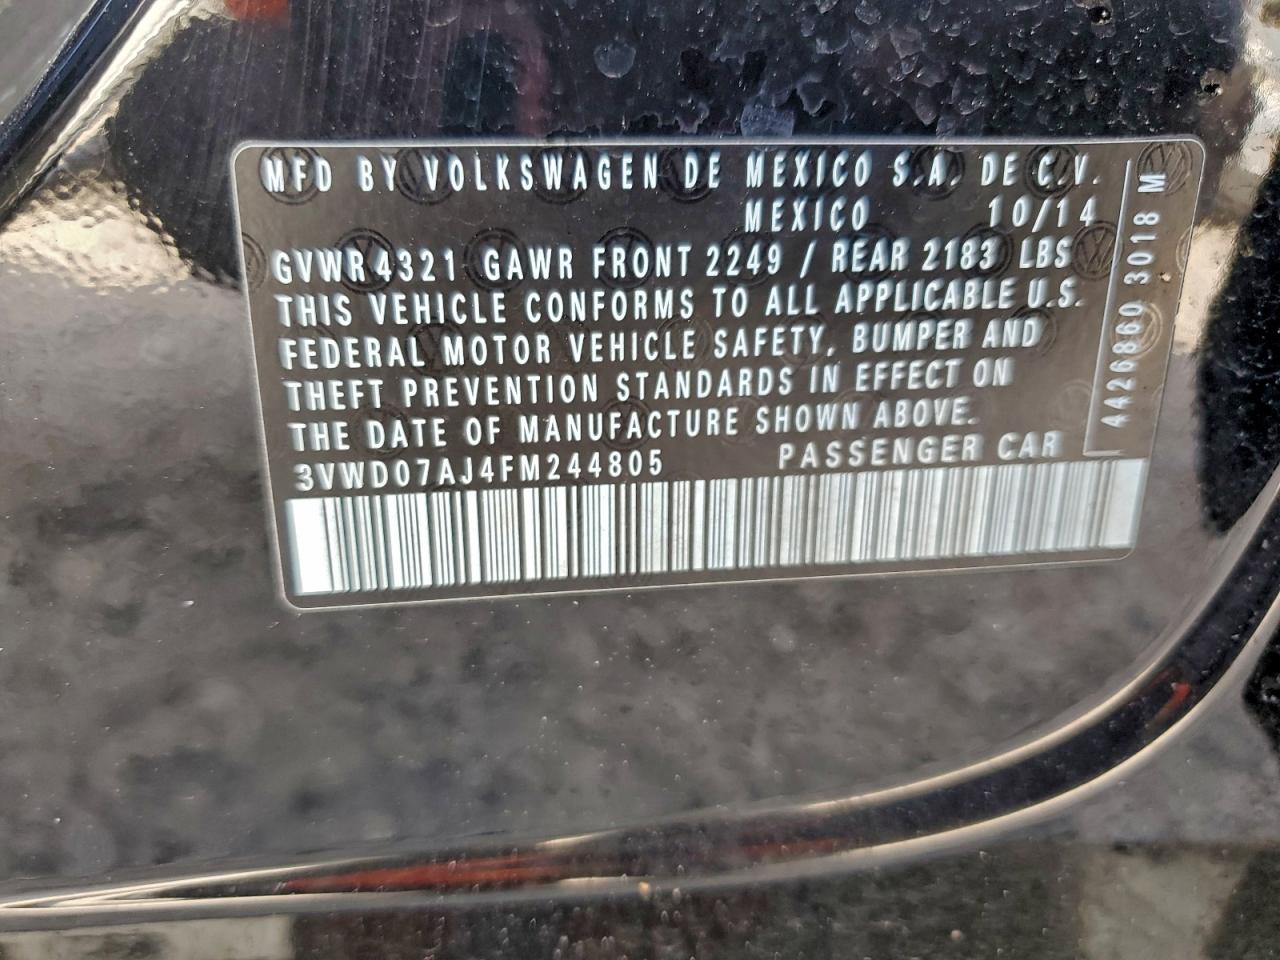 MFD BY VOLKSWAGEN DE MEXICO S.A. DE C.V.
MEXICO 10/14
GVWR 4321 GAWR FRONT 2249 / REAR 2183 LBS
THIS VEHICLE CONFORMS TO ALL APPLICABLE U.S.
FEDERAL MOTOR VEHICLE SAFETY, BUMPER AND
THEFT PREVENTION STANDARDS IN EFFECT ON
THE DATE OF MANUFACTURE SHOWN ABOVE.
3VWD07AJ4FM244805 PASSENGER CAR
4426860 3018 M